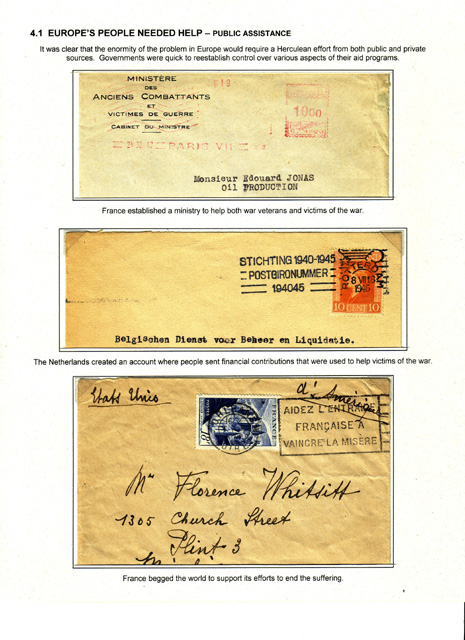 4.1 EUROPE'S PEOPLE NEEDED HELP – PUBLIC ASSISTANCE
It was clear that the enormity of the problem in Europe would require a Herculean effort from both public and private
sources. Governments were quick to reestablish control over various aspects of their aid programs.
MINISTÈRE
DES
ANCIENS COMBATTANTS
ET
VICTIMES DE GUERRE
CABINET DU MINISTRE
1000
PARIS VII
Monsieur Edouard JONAS
Oil PRODUCTION
France established a ministry to help both war veterans and victims of the war.
STICHTING 1940-1945
POSTGIRONUMMER
194045
8 VIII
10 CENT 10
Belgischen Dienst voor Beheer en Liquidatie.
The Netherlands created an account where people sent financial contributions that were used to help victims of the war.
Etats Unis
d'Amérique
FRANCE
AIDEZ L'ENTRAIDE
FRANÇAISE A
VAINCRE LA MISÈRE
Mrs Florence Whitsitt
1305 Church Street
Flint 3
France begged the world to support its efforts to end the suffering.